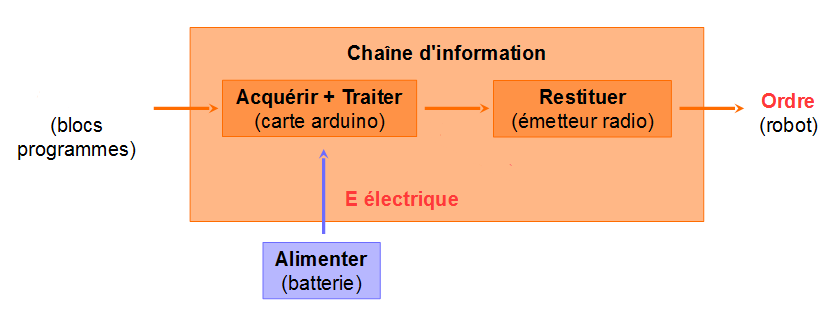 Chaîne d'information
Acquérir + Traiter
(carte arduino)
Restituer
(émetteur radio)
Ordre
(robot)
(blocs
programmes)
E électrique
Alimenter
(batterie)